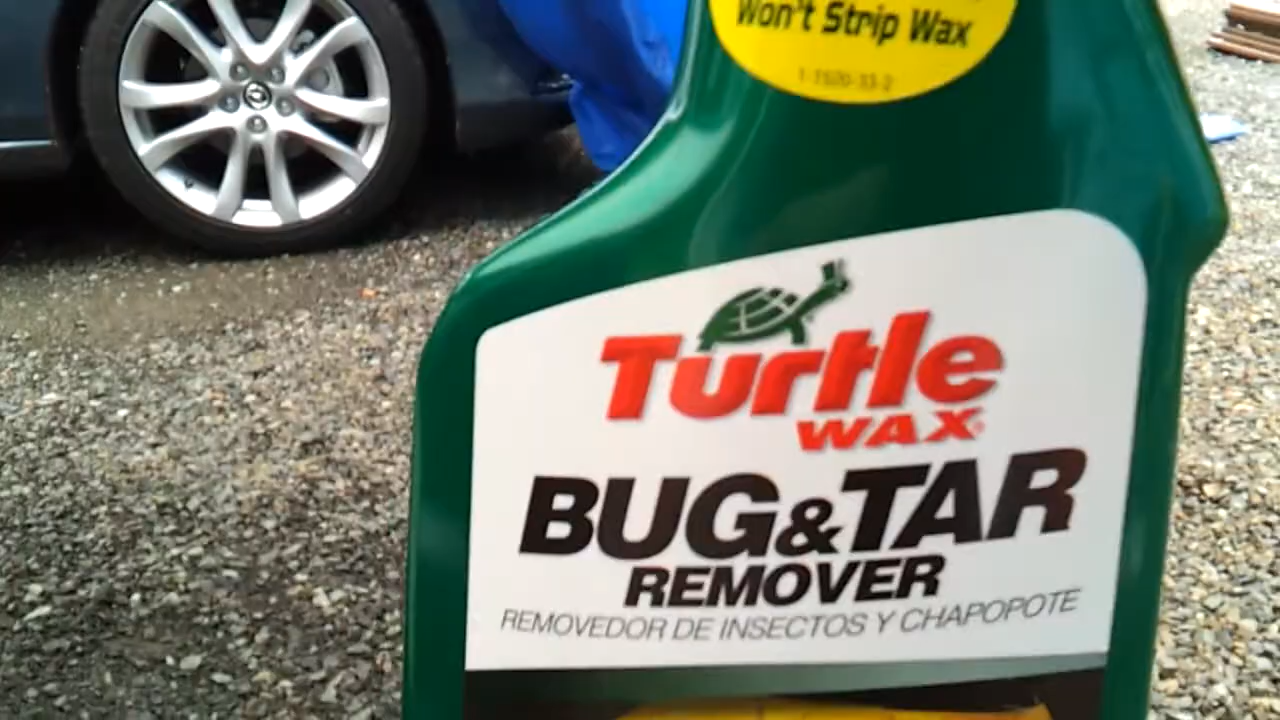 Won't Strip Wax
Turtle
WAX
BUG&TAR
REMOVER
REMOVEDOR DE INSECTOS Y CHAPOPOTE